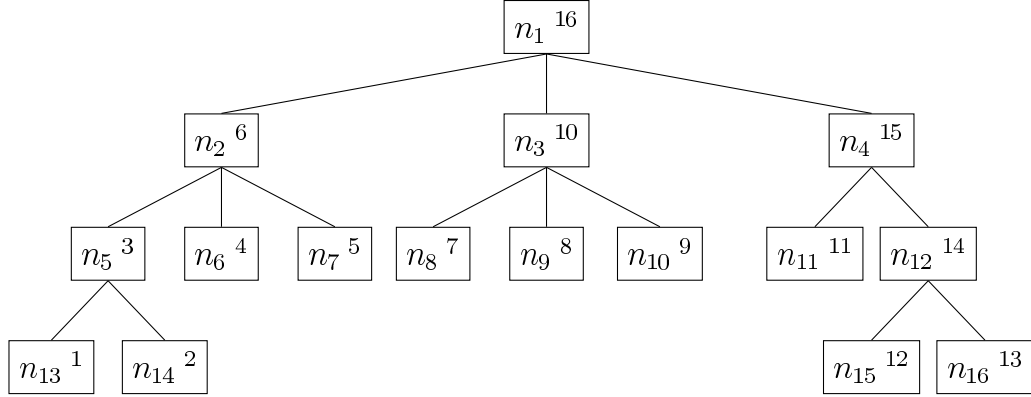 n₁ ¹⁶
n₂ ⁶ n₃ ¹⁰ n₄ ¹⁵
n₅ ³ n₆ ⁴ n₇ ⁵ n₈ ⁷ n₉ ⁸ n₁₀ ⁹ n₁₁ ¹¹ n₁₂ ¹⁴
n₁₃ ¹ n₁₄ ² n₁₅ ¹² n₁₆ ¹³